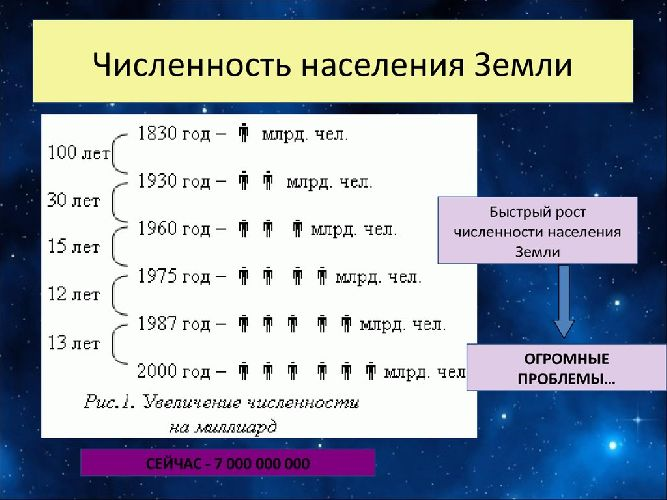 Численность населения Земли
1830 год – млрд. чел.
100 лет
1930 год – млрд. чел.
30 лет
1960 год – млрд. чел.
15 лет
1975 год – млрд. чел.
12 лет
1987 год – млрд. чел.
13 лет
2000 год – млрд. чел
Рис.1. Увеличение численности
на миллиард
Быстрый рост
численности населения
Земли
ОГРОМНЫЕ
ПРОБЛЕМЫ...
СЕЙЧАС - 7 000 000 000